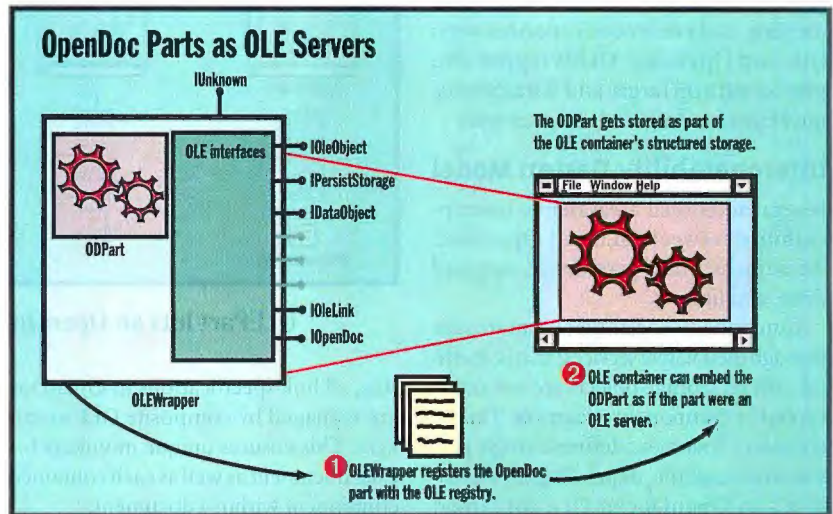 OpenDoc Parts as OLE Servers
IUnknown
OLE interfaces
IOleObject
IPersistStorage
IDataObject
IOleLink
IOpenDoc
ODPart
OLEWrapper
The ODPart gets stored as part of
the OLE container's structured storage.
File Window Help
2 OLE container can embed the
ODPart as if the part were an
OLE server.
1 OLEWrapper registers the OpenDoc
part with the OLE registry.